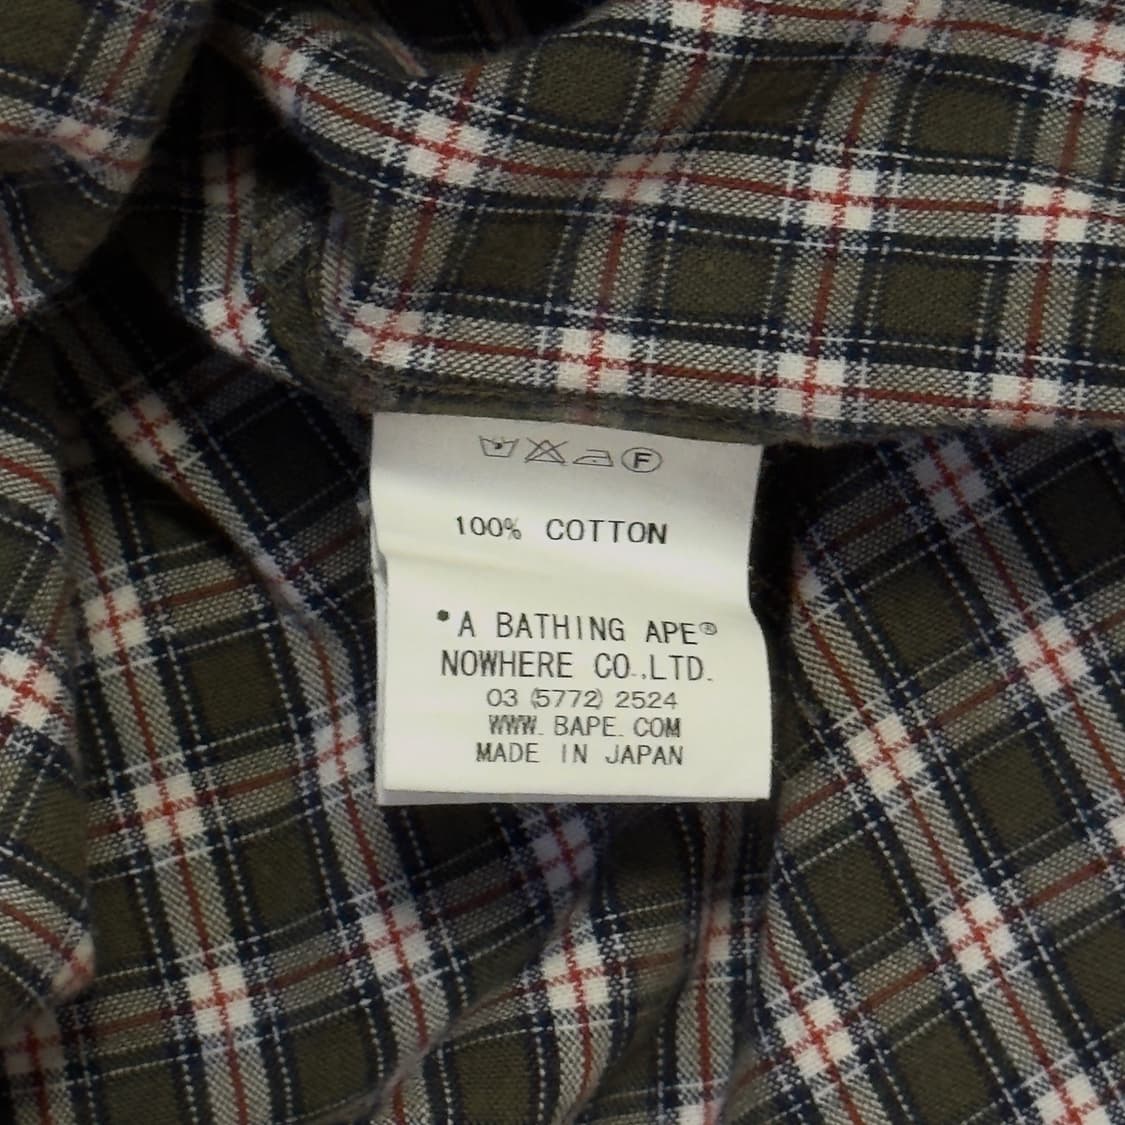 F
100% COTTON
*A BATHING APE®
NOWHERE CO.,LTD.
03 (5772) 2524
WWW. BAPE. COM
MADE IN JAPAN